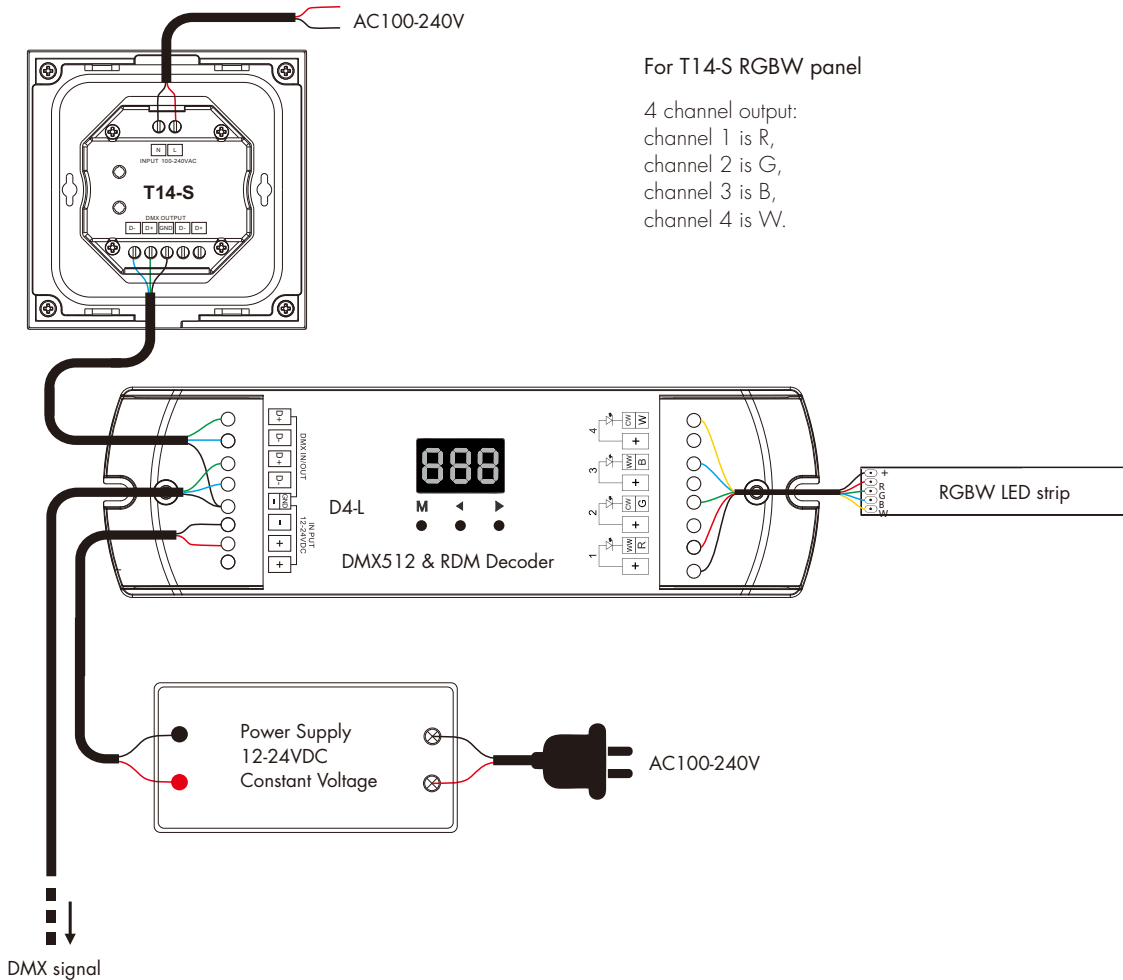 AC100-240V
For T14-S RGBW panel
4 channel output:
channel 1 is R,
channel 2 is G,
channel 3 is B,
channel 4 is W.
N L
INPUT 100-240VAC
T14-S
DMX OUTPUT
D- D+ GND D- D+
D+
D-
D+
D-
GND
DMX IN/OUT
-
+
+
INPUT
12-24VDC
D4-L
888
M ◄ ►
DMX512 & RDM Decoder
4 CW W
+
3 WW B
+
2 CW G
+
1 WW R
+
+
R
G
B
W
RGBW LED strip
Power Supply
12-24VDC
Constant Voltage
AC100-240V
DMX signal